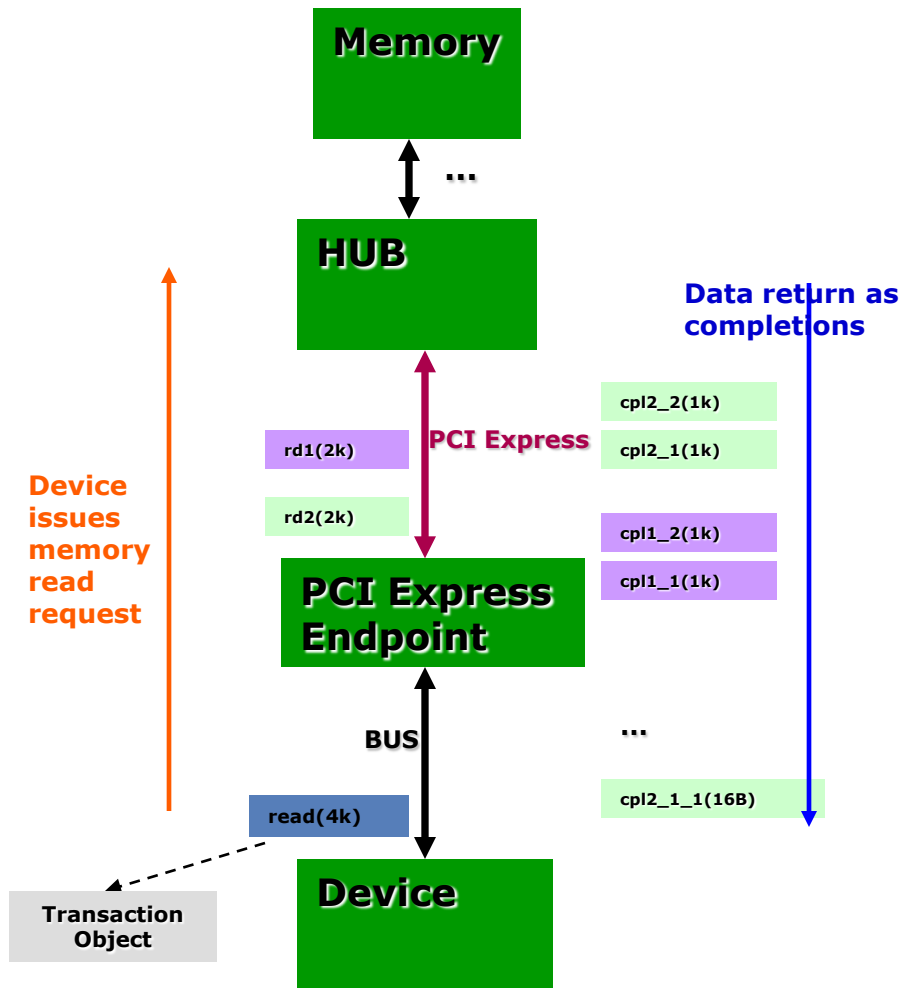 Memory
...
HUB
Data return as
completions
cpl2_2(1k)
PCI Express
rd1(2k)
cpl2_1(1k)
Device
issues
memory
read
request
rd2(2k)
cpl1_2(1k)
cpl1_1(1k)
PCI Express
Endpoint
BUS
...
cpl2_1_1(16B)
read(4k)
Device
Transaction
Object